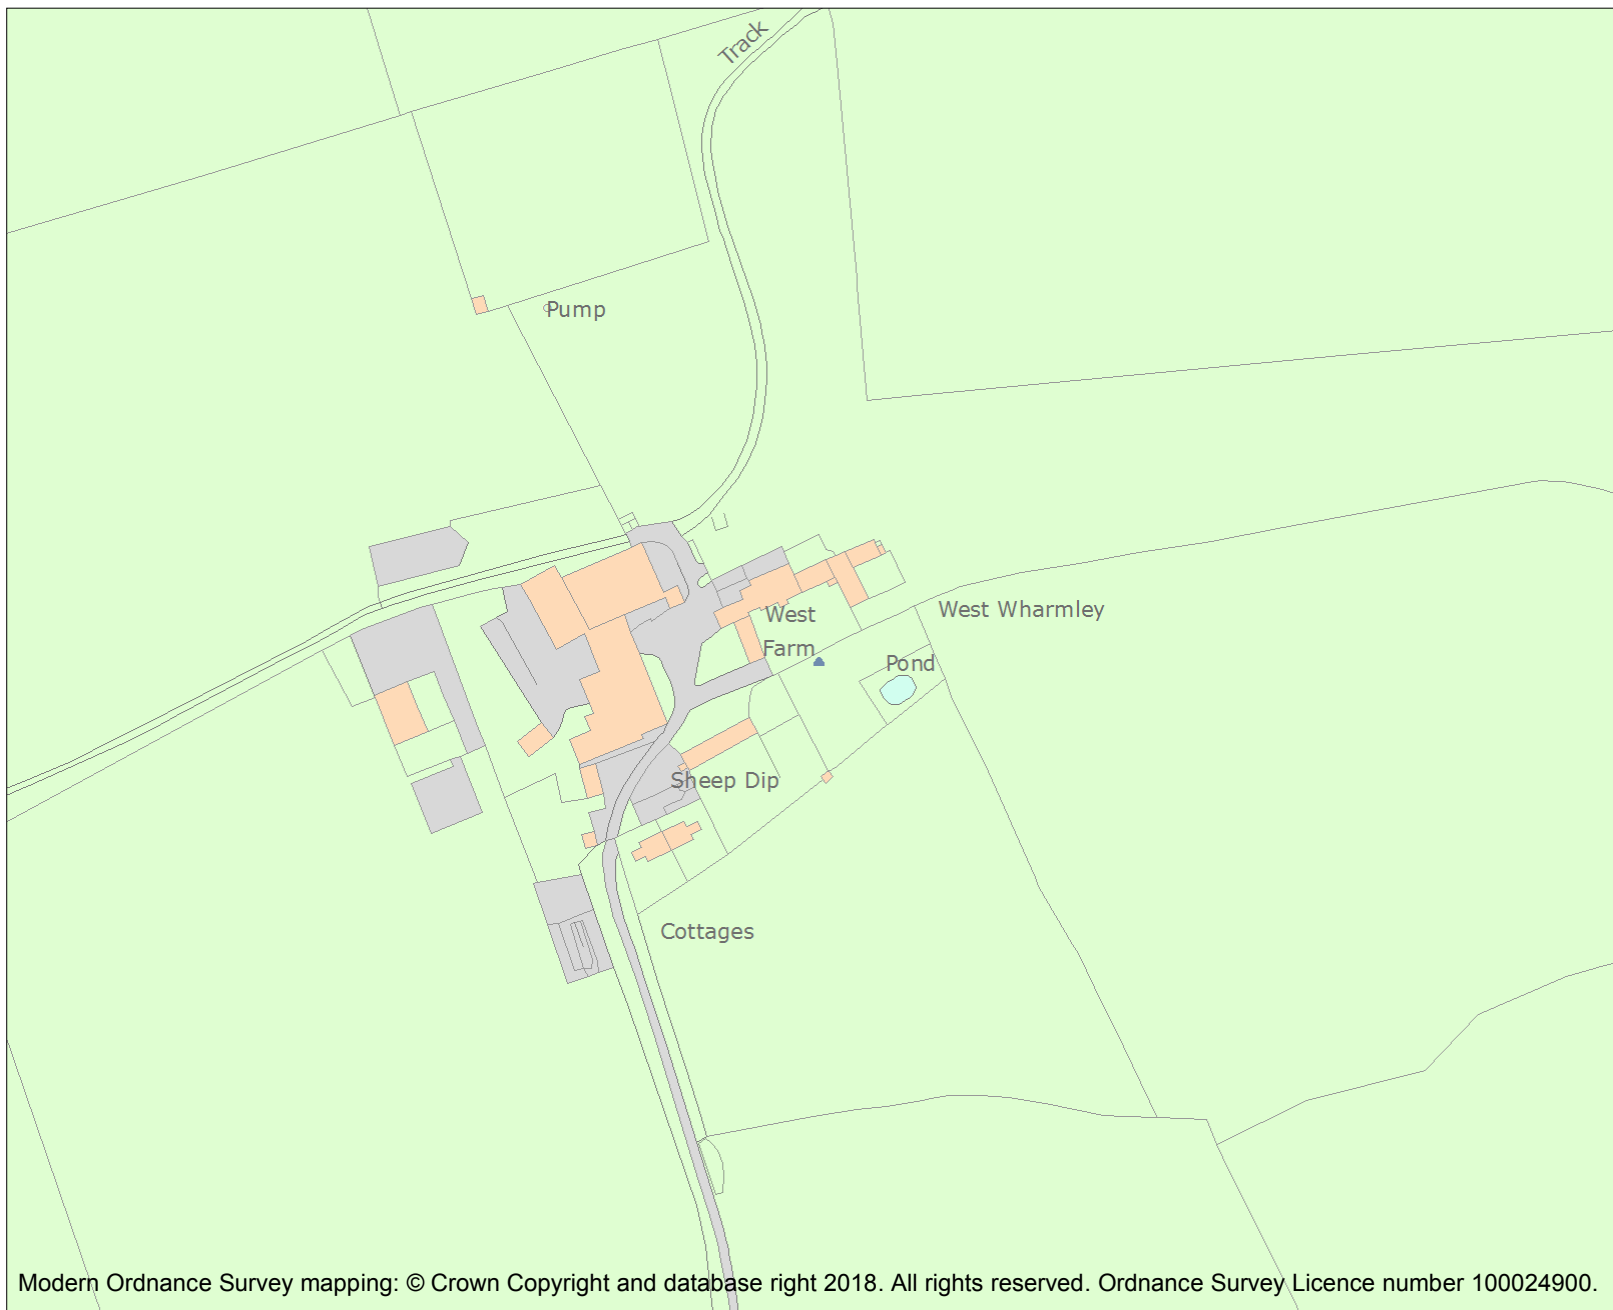 Track
Pump
West
Farm
West Wharmley
Pond
Sheep Dip
Cottages
Modern Ordnance Survey mapping: © Crown Copyright and database right 2018. All rights reserved. Ordnance Survey Licence number 100024900.